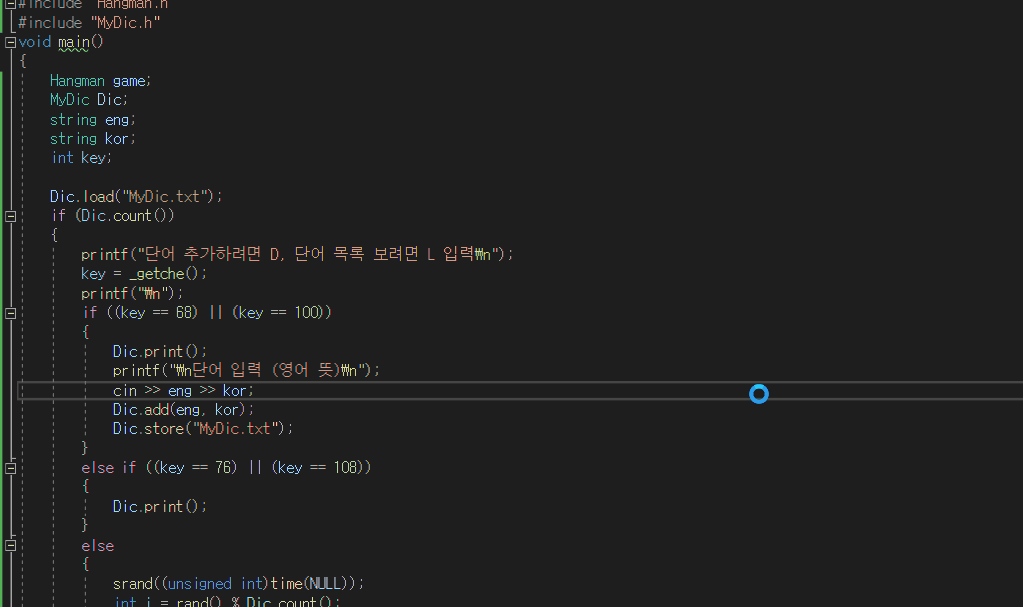 #include "Hangman.h"
#include "MyDic.h"
void main()
{
Hangman game;
MyDic Dic;
string eng;
string kor;
int key;
Dic.load("MyDic.txt");
if (Dic.count())
{
printf("단어 추가하려면 D, 단어 목록 보려면 L 입력₩n");
key = _getche();
printf("₩n");
if ((key == 68) || (key == 100))
{
Dic.print();
printf("₩n단어 입력 (영어 뜻)₩n");
cin >> eng >> kor;
Dic.add(eng, kor);
Dic.store("MyDic.txt");
}
else if ((key == 76) || (key == 108))
{
Dic.print();
}
else
{
srand((unsigned int)time(NULL));
int i = rand() % Dic.count();